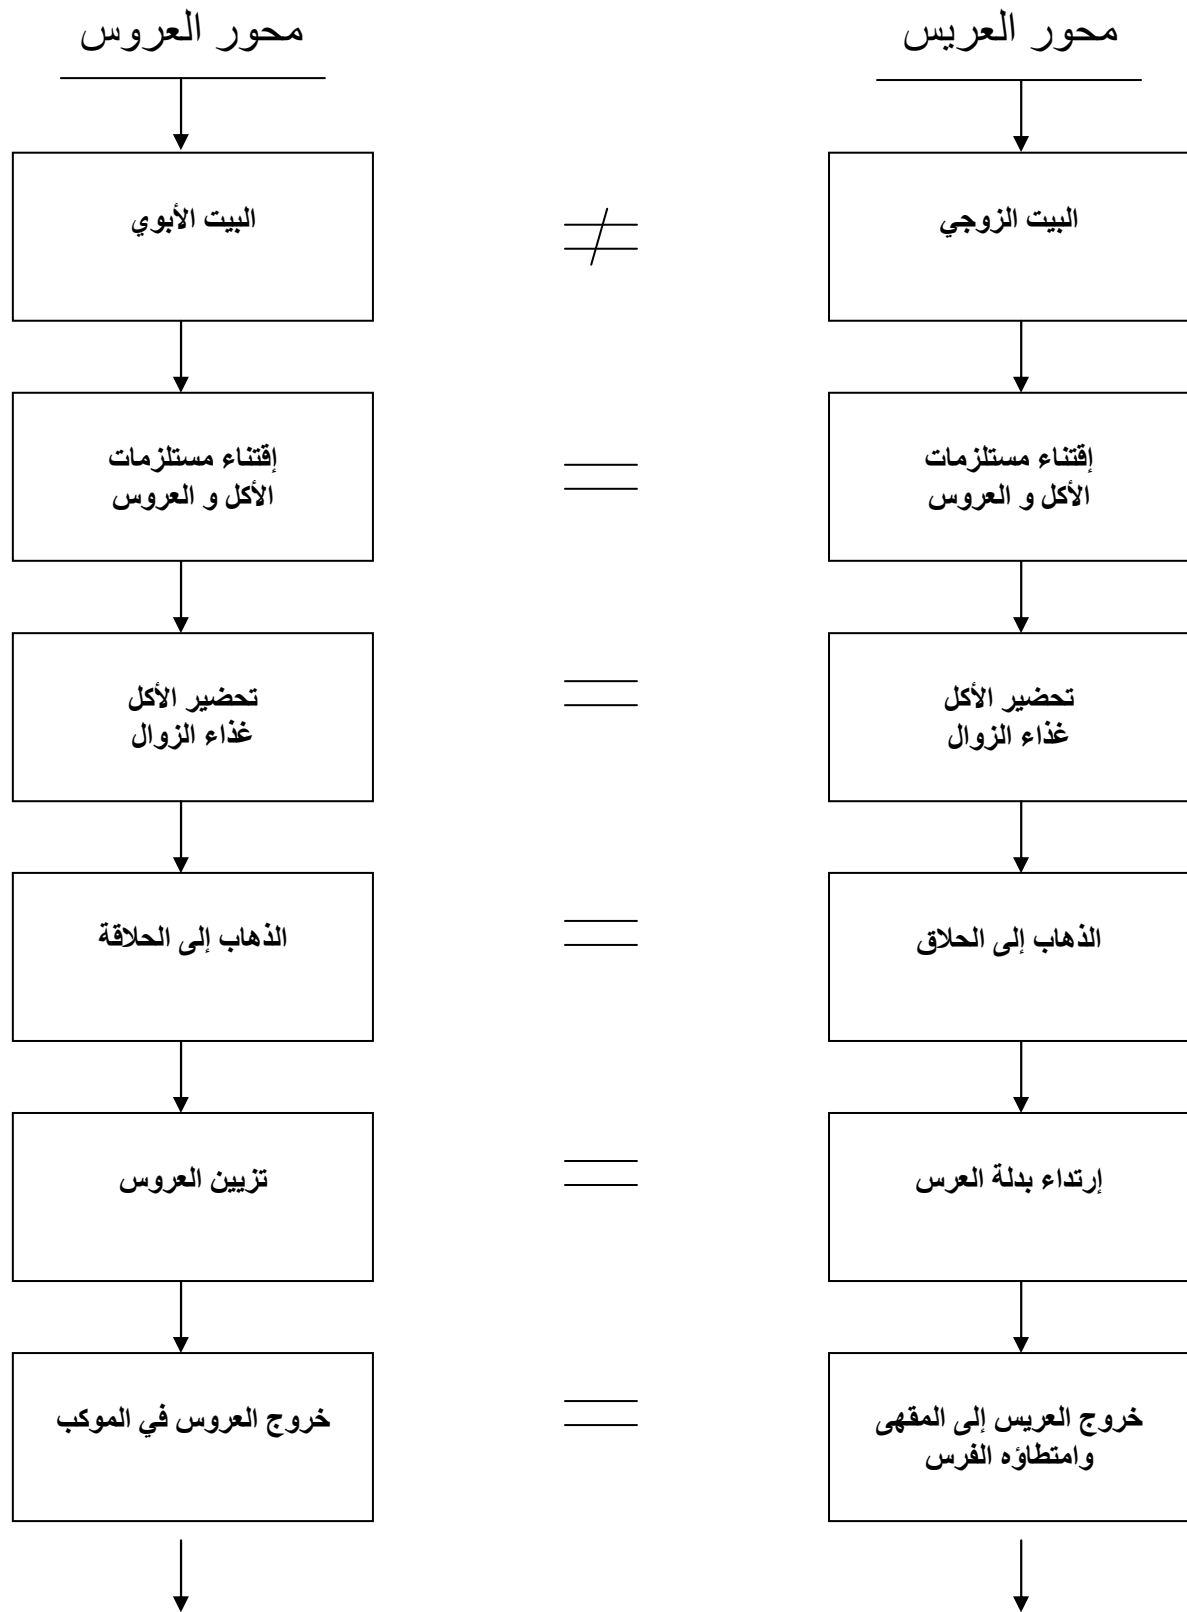 محور العريس
محور العروس
البيت الزوجي
البيت الأبوي
إقتناء مستلزمات
الأكل و العروس
إقتناء مستلزمات
الأكل و العروس
تحضير الأكل
غذاء الزوال
تحضير الأكل
غذاء الزوال
الذهاب إلى الحلاق
الذهاب إلى الحلاقة
إرتداء بدلة العرس
تزيين العروس
خروج العريس إلى المقهى
وامتطاؤه الفرس
خروج العروس في الموكب